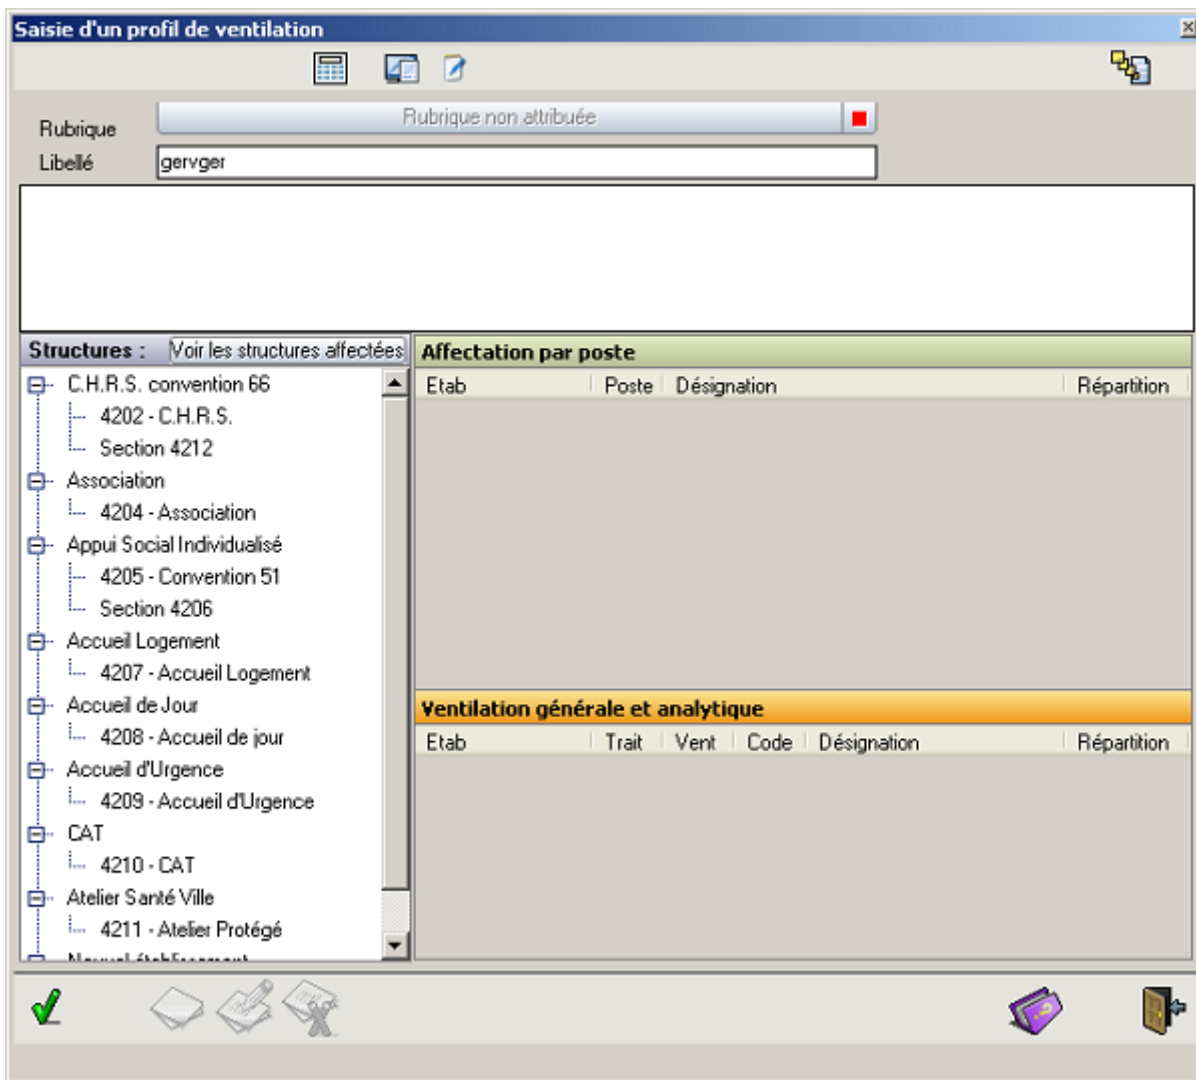 Saisie d'un profil de ventilation
Rubrique
Rubrique non attribuée
Libellé
gervger
Structures :
Voir les structures affectées
C.H.R.S. convention 66
4202 - C.H.R.S.
Section 4212
Association
4204 - Association
Appui Social Individualisé
4205 - Convention 51
Section 4206
Accueil Logement
4207 - Accueil Logement
Accueil de Jour
4208 - Accueil de jour
Accueil d'Urgence
4209 - Accueil d'Urgence
CAT
4210 - CAT
Atelier Santé Ville
4211 - Atelier Protégé
Nouvel établissement
Affectation par poste
Etab Poste Désignation Répartition
Ventilation générale et analytique
Etab Trait Vent Code Désignation Répartition